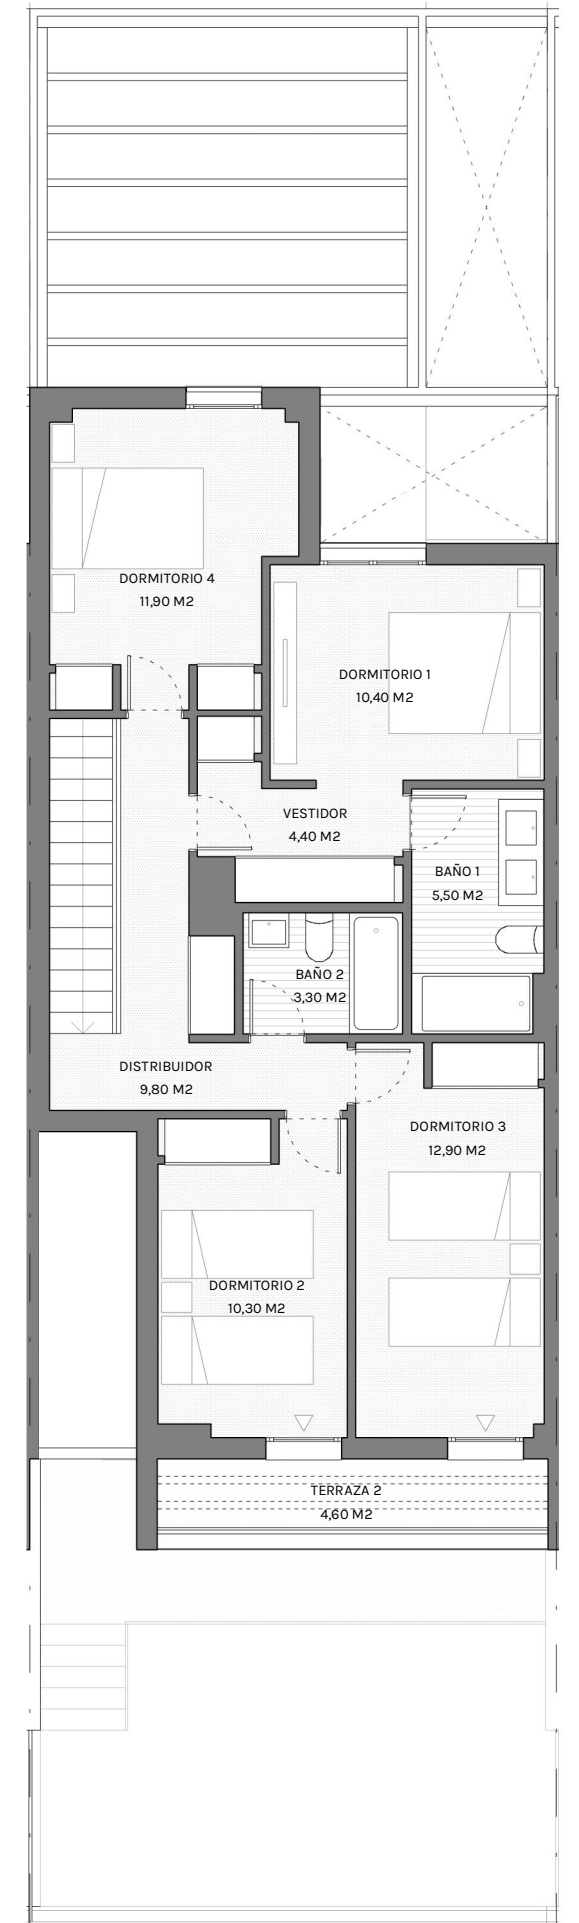 DORMITORIO 4
11,90 M2
DORMITORIO 1
10,40 M2
VESTIDOR
4,40 M2
BAÑO 1
5,50 M2
BAÑO 2
3,30 M2
DISTRIBUIDOR
9,80 M2
DORMITORIO 3
12,90 M2
DORMITORIO 2
10,30 M2
TERRAZA 2
4,60 M2